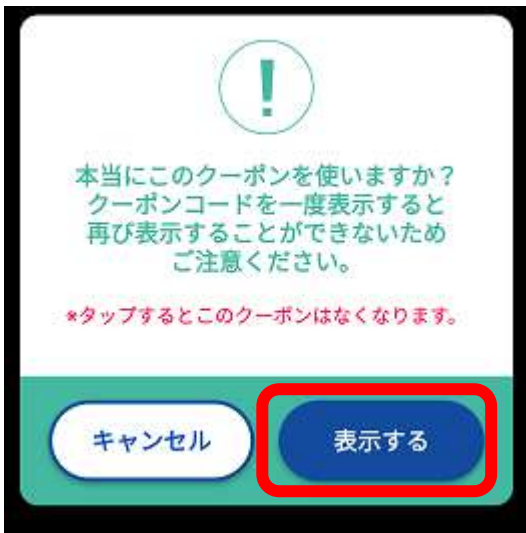 本当にこのクーポンを使いますか？
クーポンコードを一度表示すると
再び表示することができないため
ご注意ください。
*タップするとこのクーポンはなくなります。
キャンセル
表示する